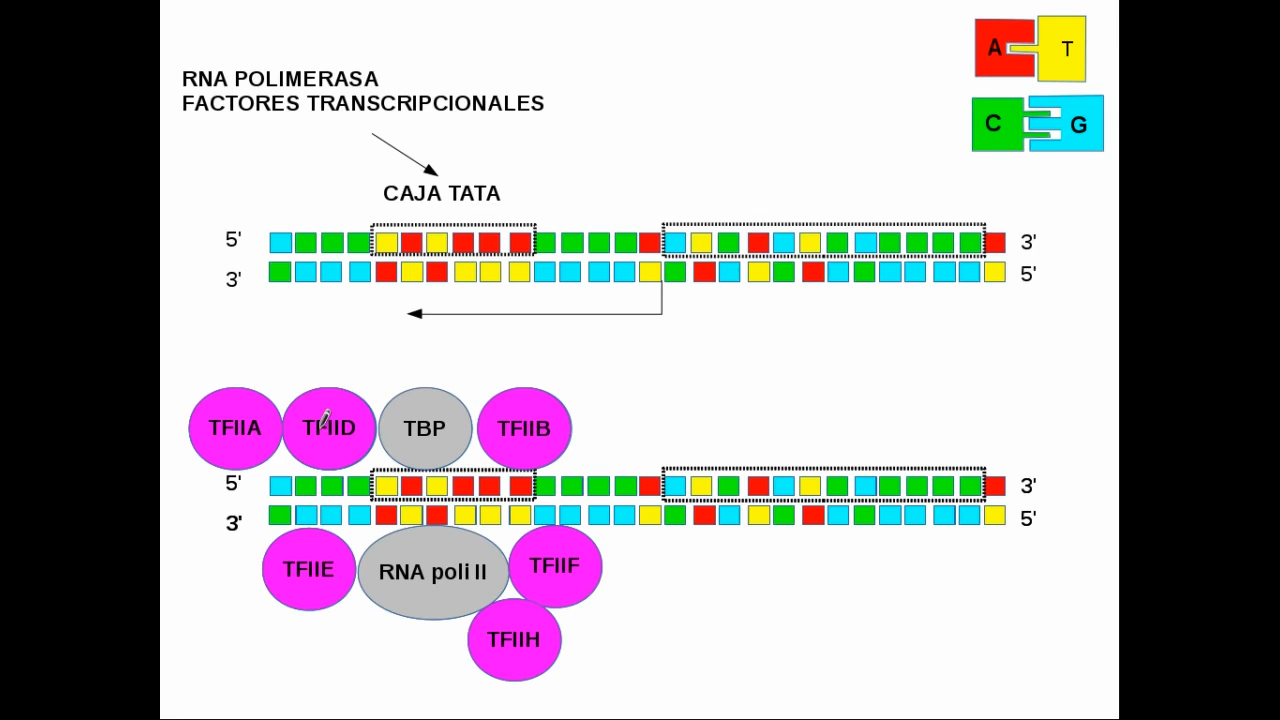 A T
RNA POLIMERASA
FACTORES TRANSCRIPCIONALES
C G
CAJA TATA
5' 3'
3' 5'
TFIIA TFIID TBP TFIIB
5' 3'
3' 5'
TFIIE RNA poli II TFIIF
TFIIH